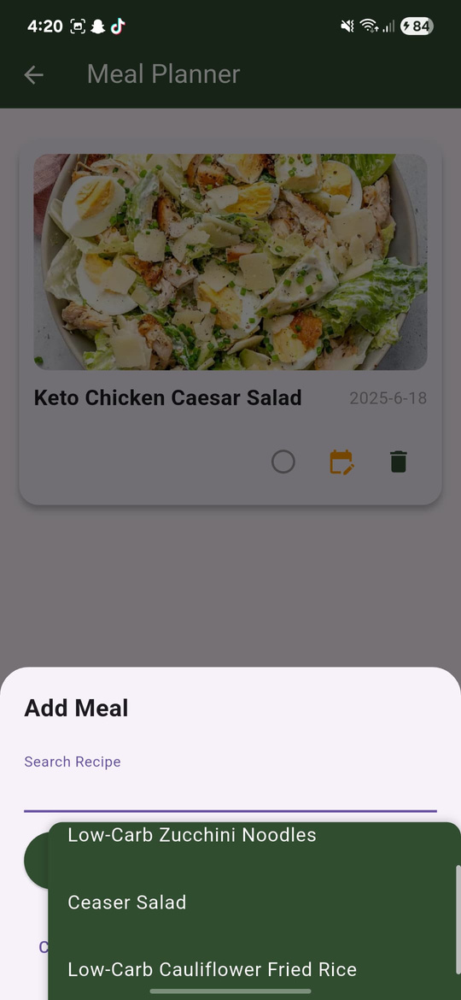 4:20
84
Meal Planner
Keto Chicken Caesar Salad
2025-6-18
Add Meal
Search Recipe
Low-Carb Zucchini Noodles
Ceaser Salad
C
Low-Carb Cauliflower Fried Rice